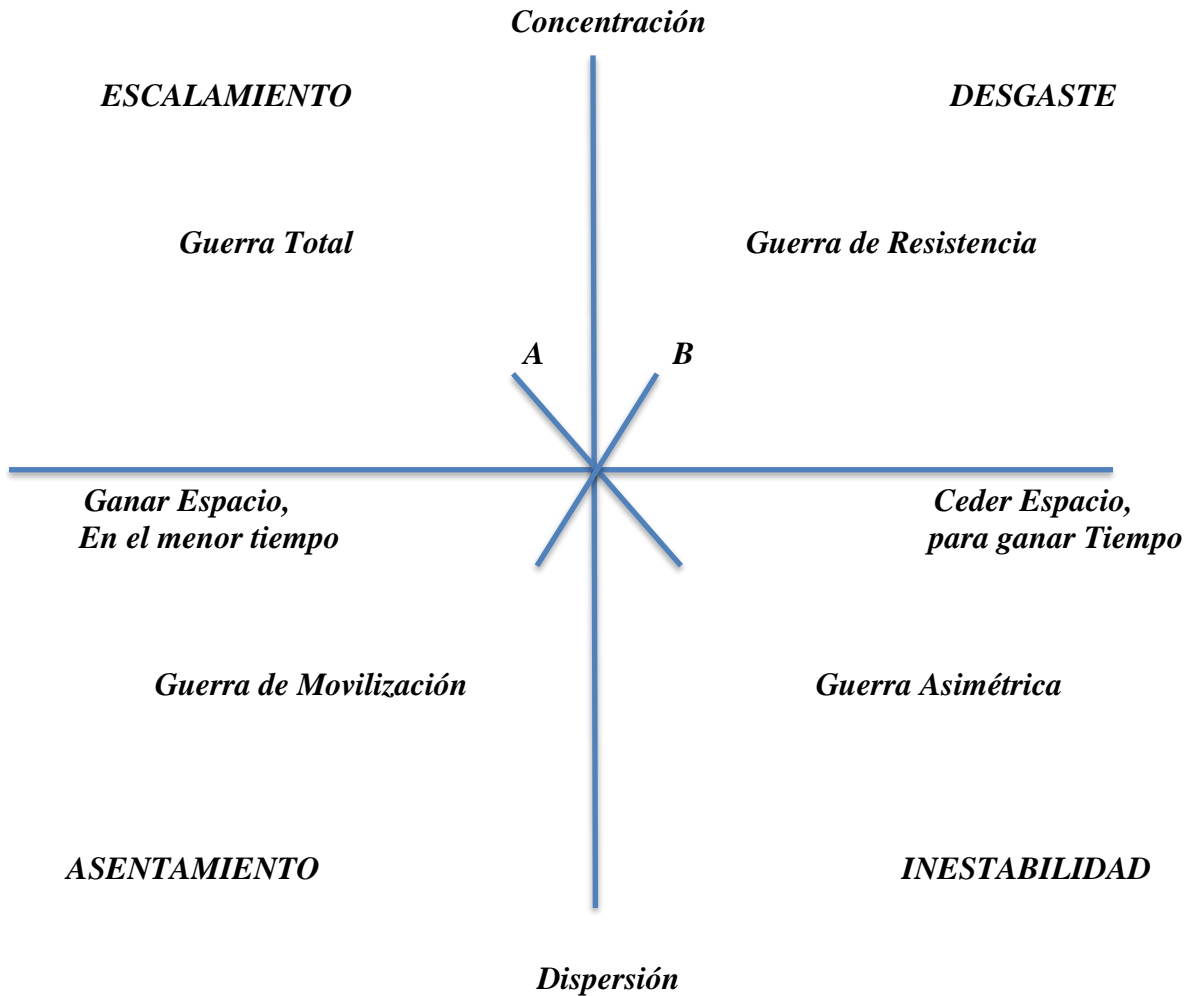 Concentración
ESCALAMIENTO
DESGASTE
Guerra Total
Guerra de Resistencia
A
B
Ganar Espacio,
En el menor tiempo
Ceder Espacio,
para ganar Tiempo
Guerra de Movilización
Guerra Asimétrica
ASENTAMIENTO
INESTABILIDAD
Dispersión